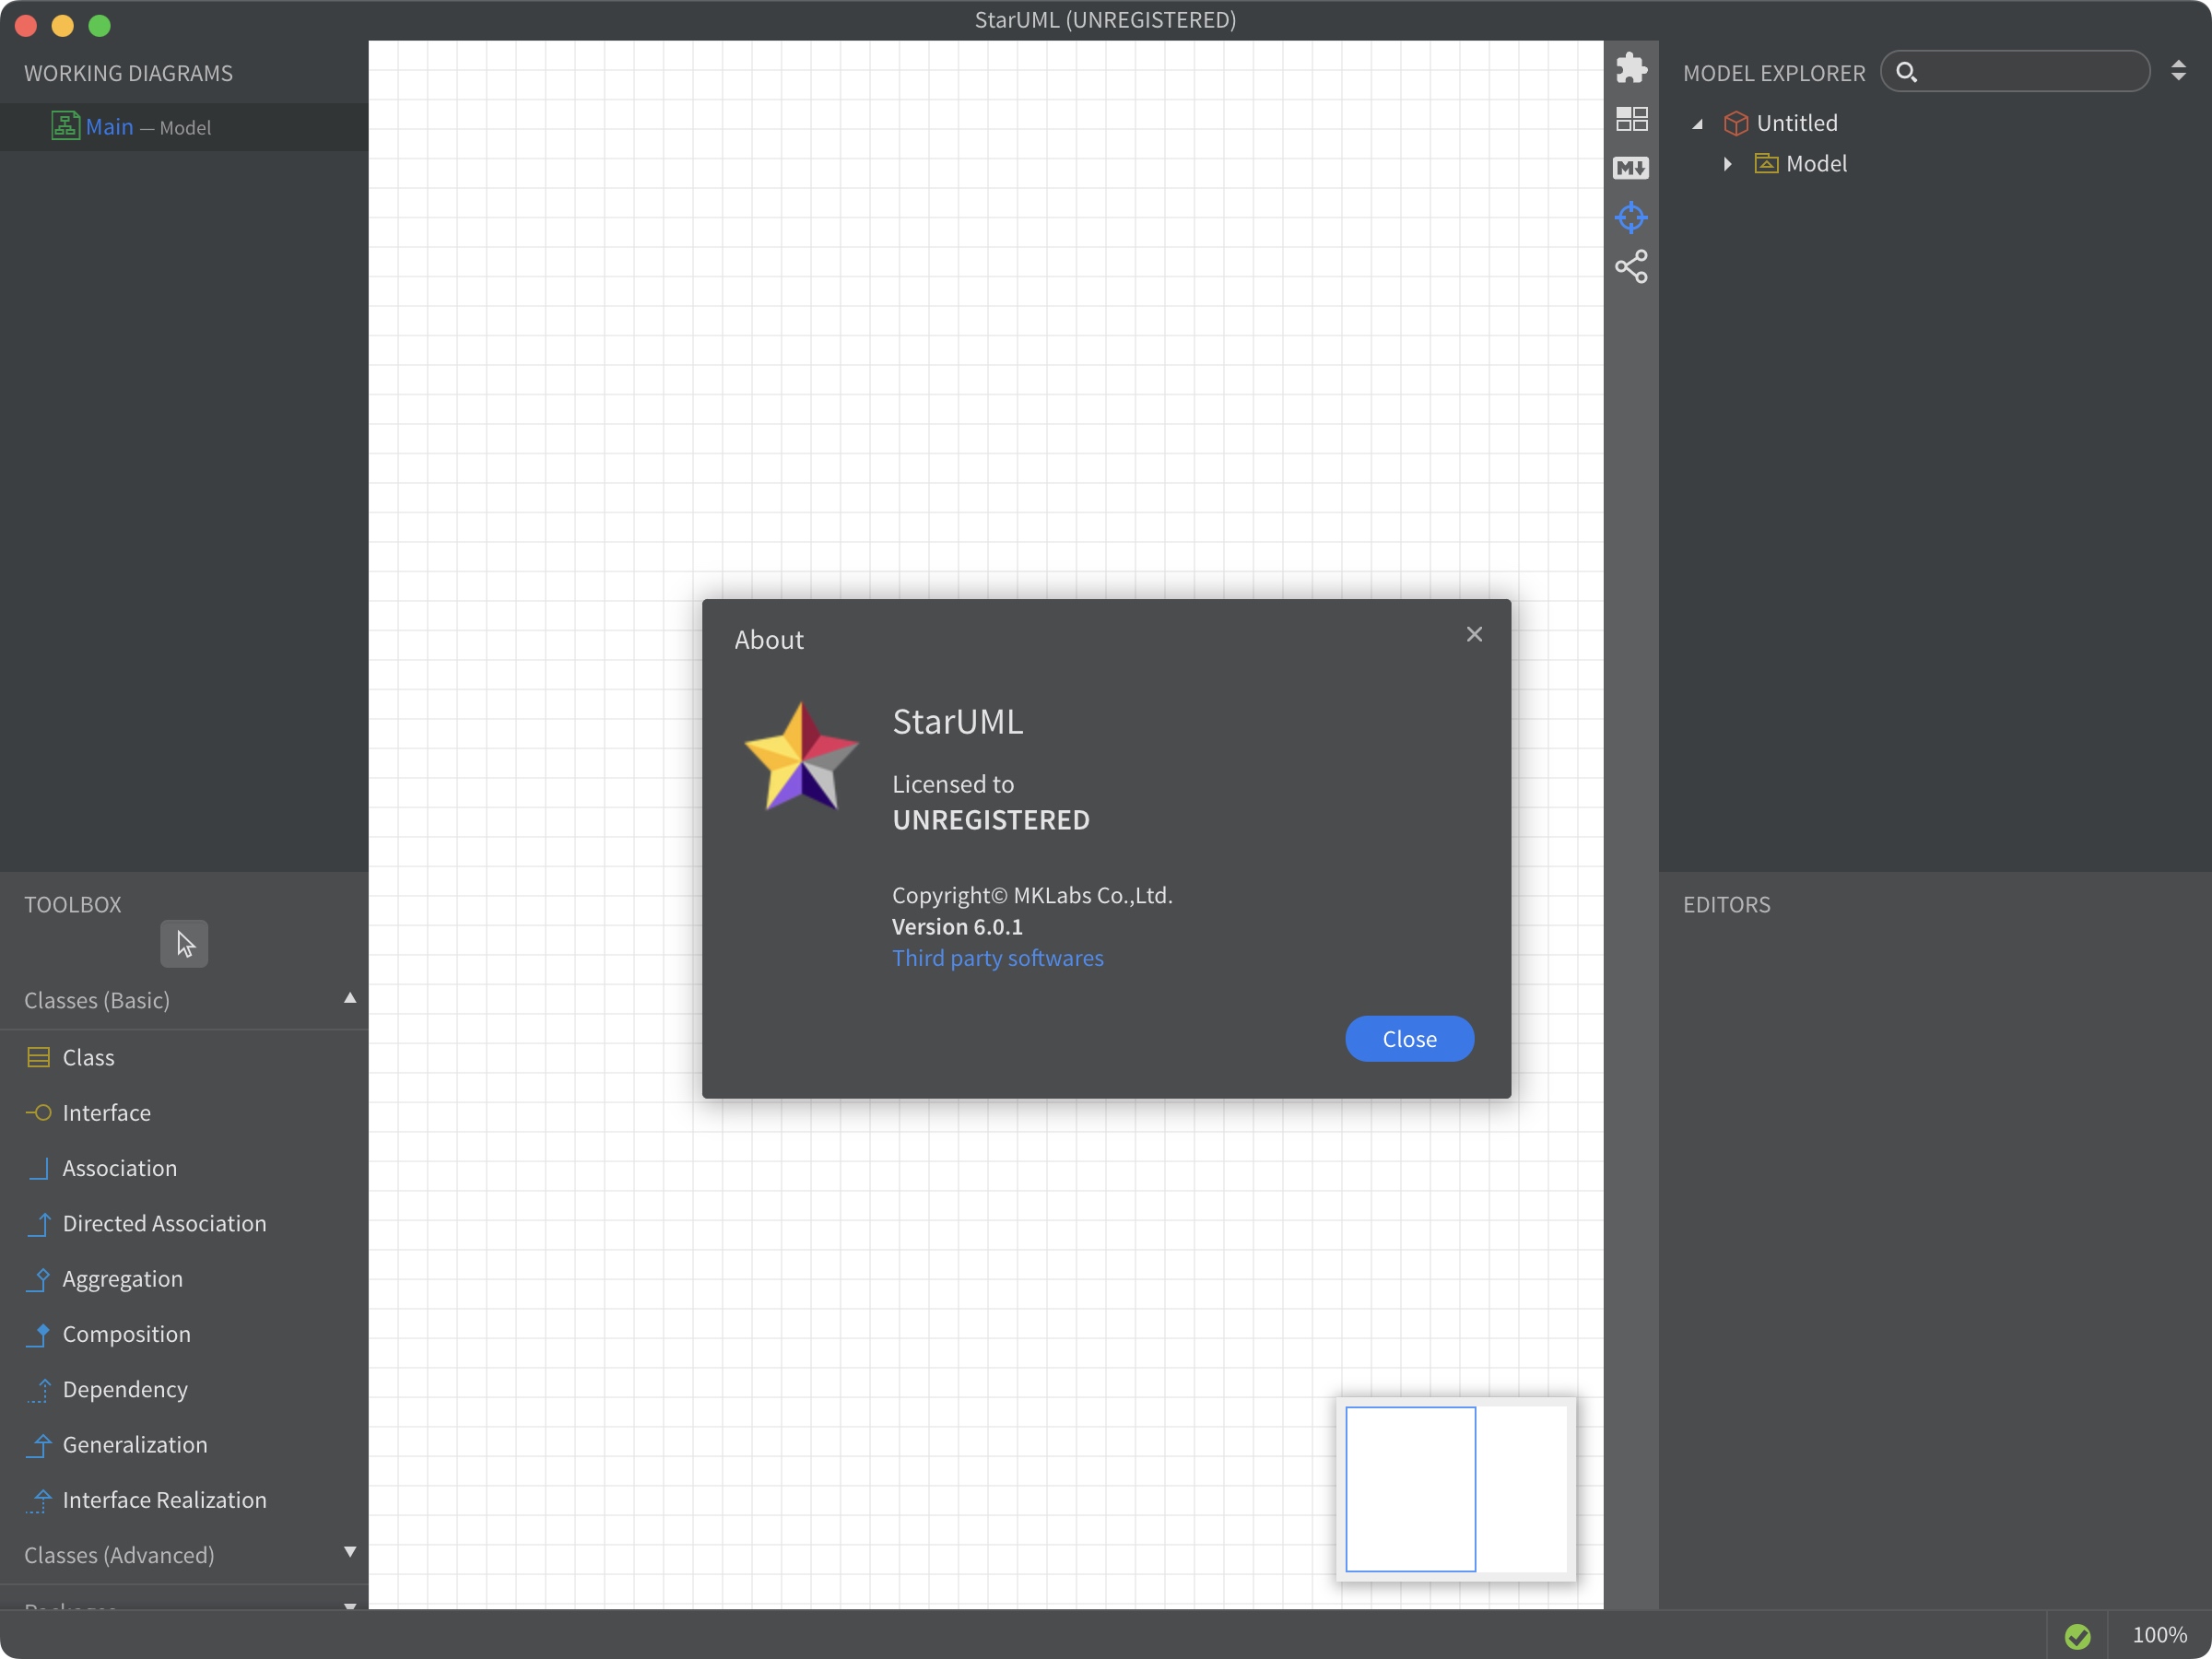 StarUML (UNREGISTERED)
WORKING DIAGRAMS
Main — Model
TOOLBOX
Classes (Basic)
Class
Interface
Association
Directed Association
Aggregation
Composition
Dependency
Generalization
Interface Realization
Classes (Advanced)
M
About
StarUML
Licensed to
UNREGISTERED
Copyright© MKLabs Co.,Ltd.
Version 6.0.1
Third party softwares
Close
MODEL EXPLORER
Untitled
Model
EDITORS
100%